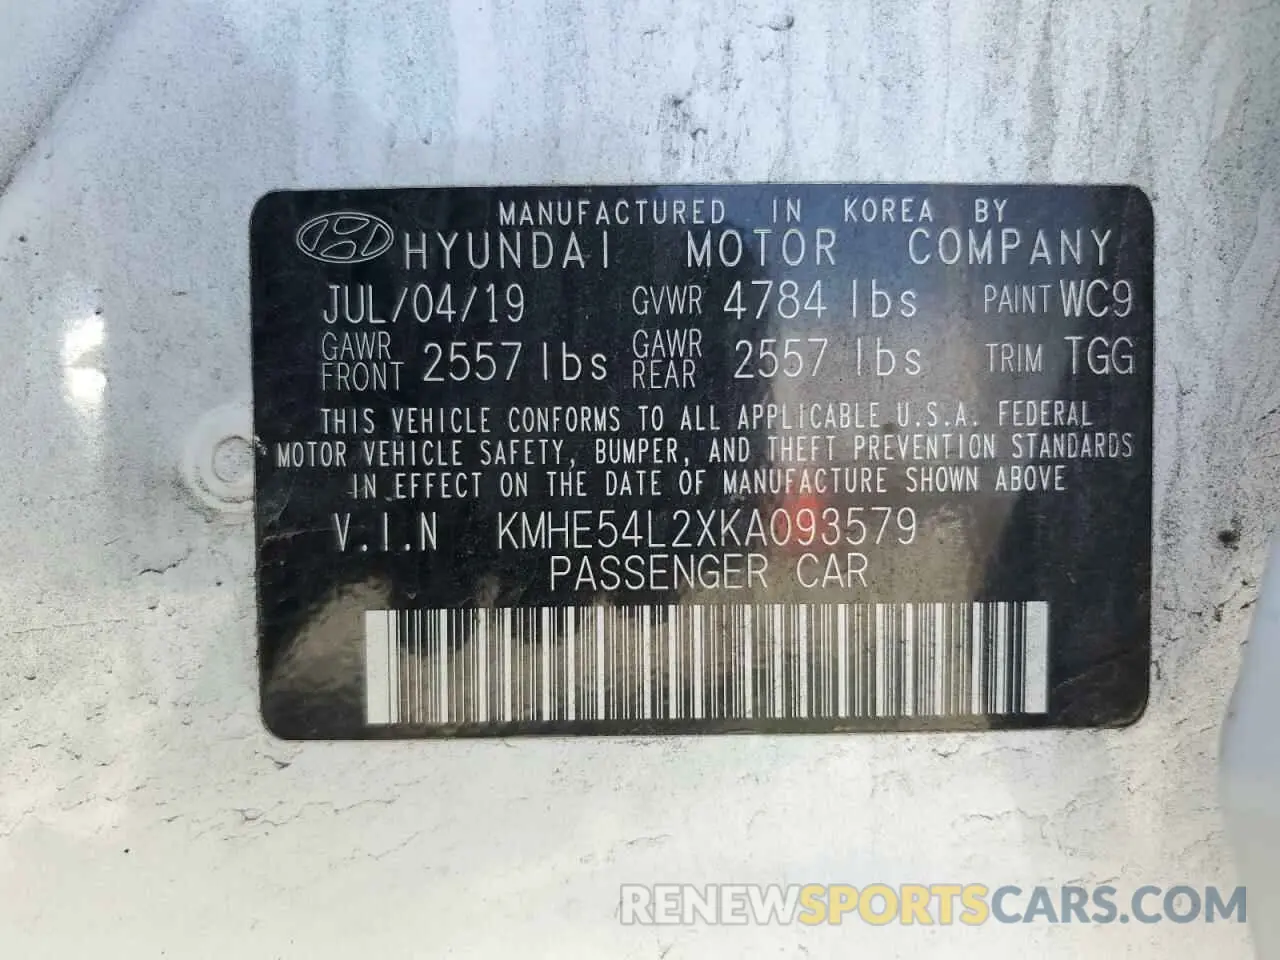 MANUFACTURED IN KOREA BY
HYUNDAI MOTOR COMPANY
JUL/04/19 GVWR 4784 lbs PAINT WC9
GAWR FRONT 2557 lbs GAWR REAR 2557 lbs TRIM TGG
THIS VEHICLE CONFORMS TO ALL APPLICABLE U.S.A. FEDERAL
MOTOR VEHICLE SAFETY, BUMPER, AND THEFT PREVENTION STANDARDS
IN EFFECT ON THE DATE OF MANUFACTURE SHOWN ABOVE
V.I.N KMHE54L2XKA093579
PASSENGER CAR
RENEWSPORTSCARS.COM